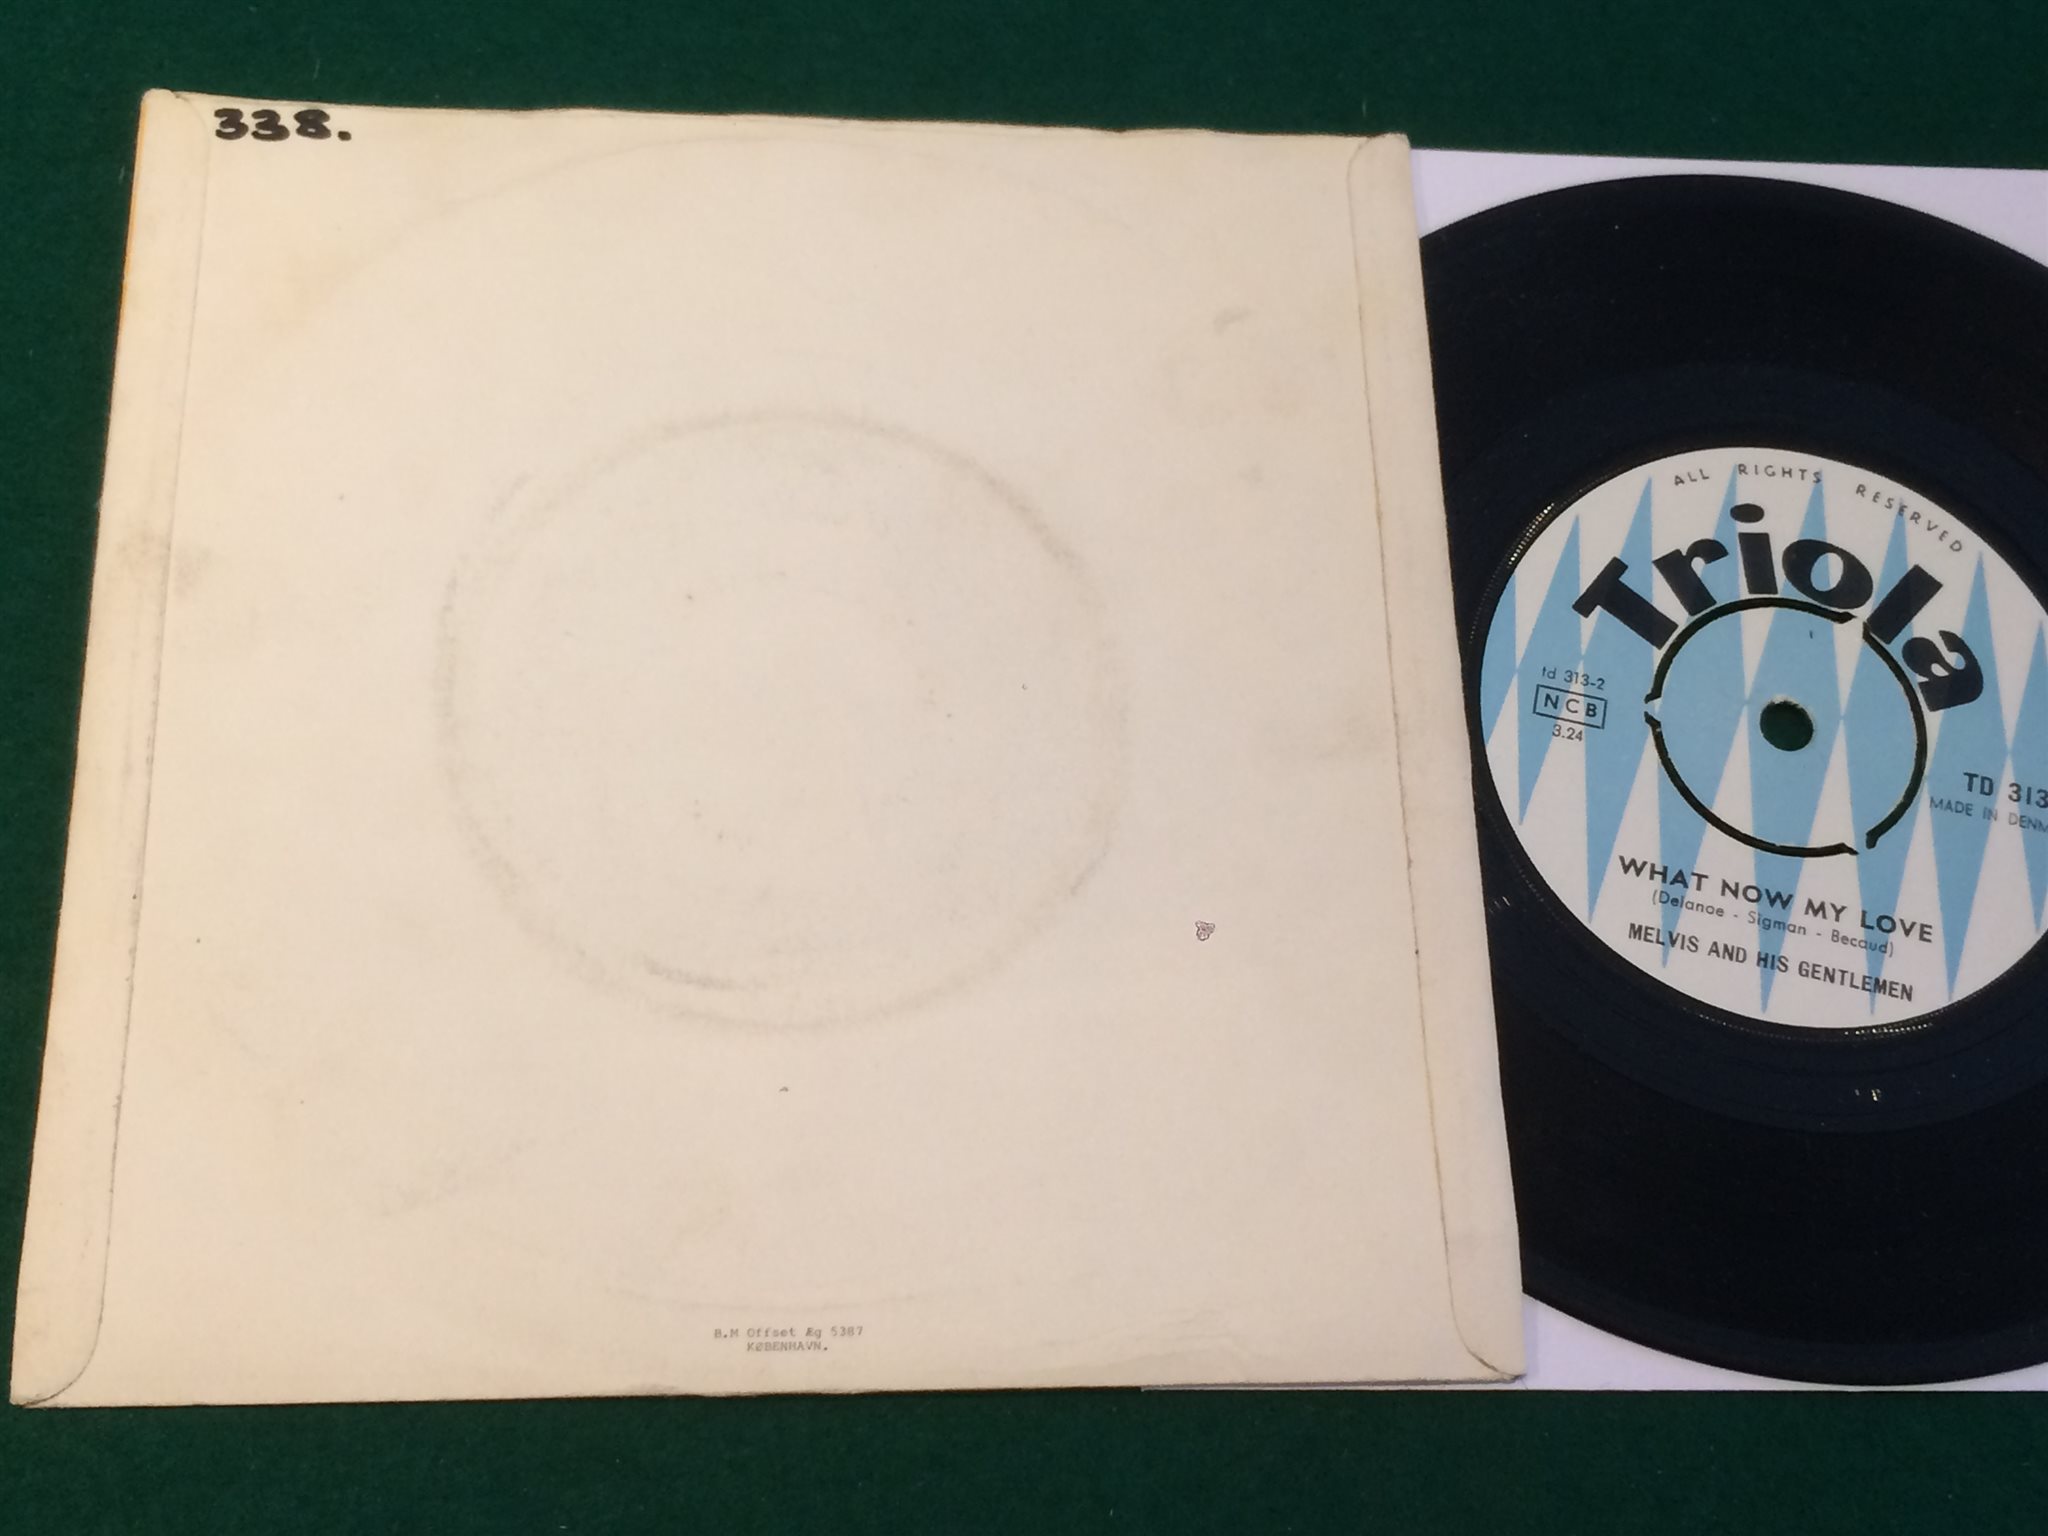 338.
B.M Offset Æg 5387
KØBENHAVN.
ALL RIGHTS RESERVED
Triola
td 313-2
NCB
3.24
TD 313
MADE IN DENM
WHAT NOW MY LOVE
(Delanoe - Sigman - Becaud)
MELVIS AND HIS GENTLEMEN